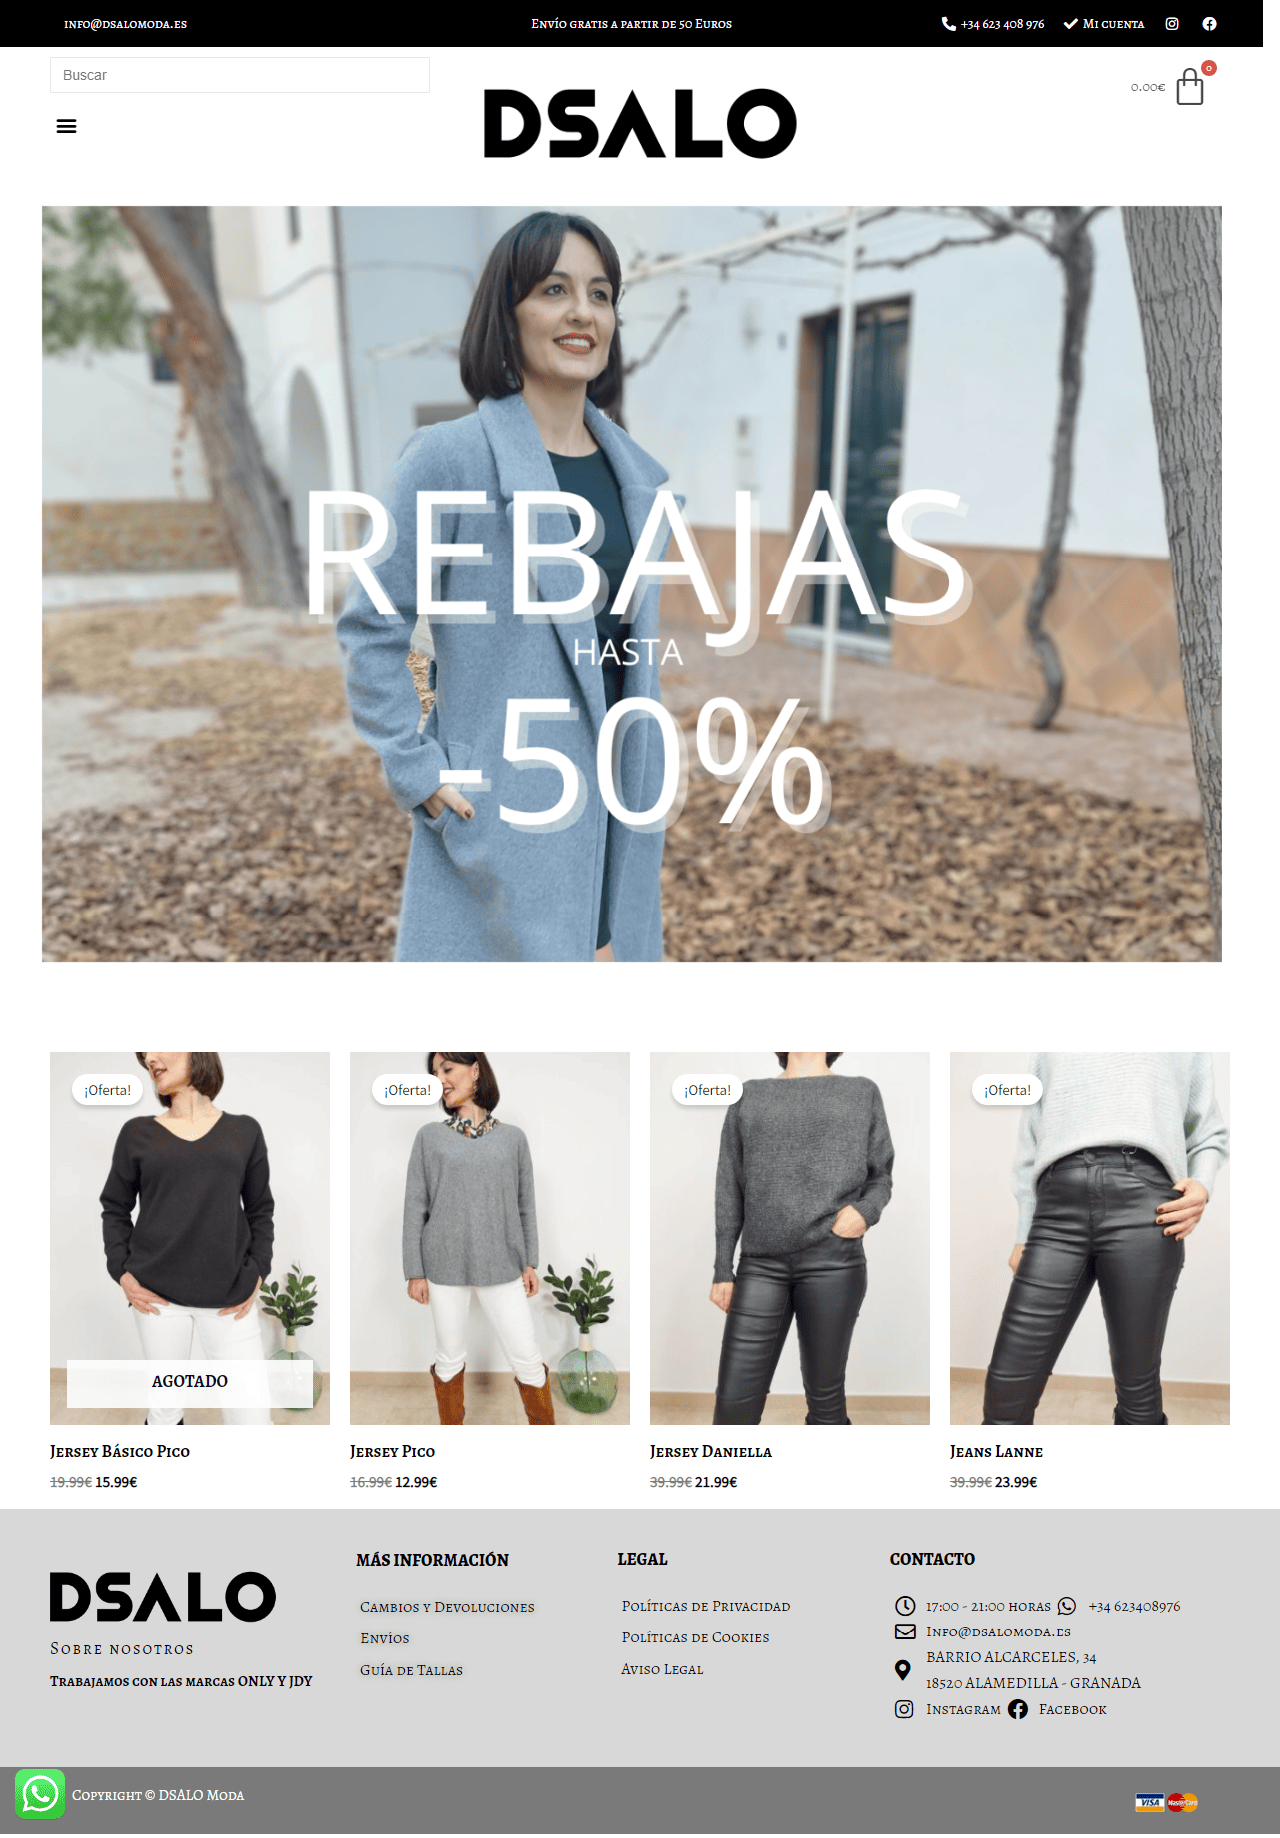 info@dsalomoda.es
Envío gratis a partir de 50 Euros
+34 623 408 976
Mi cuenta
Buscar
DSALO
0.00€
0
REBAJAS
HASTA
-50%
¡Oferta!
¡Oferta!
¡Oferta!
¡Oferta!
AGOTADO
Jersey Básico Pico
19.99€ 15.99€
Jersey Pico
16.99€ 12.99€
Jersey Daniella
39.99€ 21.99€
Jeans Lanne
39.99€ 23.99€
DSALO
Sobre nosotros
Trabajamos con las marcas ONLY Y JDY
MÁS INFORMACIÓN
Cambios y Devoluciones
Envíos
Guía de Tallas
LEGAL
Políticas de Privacidad
Políticas de Cookies
Aviso Legal
CONTACTO
17:00 - 21:00 horas
+34 623408976
Info@dsalomoda.es
BARRIO ALCARCELES, 34
18520 ALAMEDILLA - GRANADA
Instagram
Facebook
Copyright © DSALO Moda
VISA
MasterCard